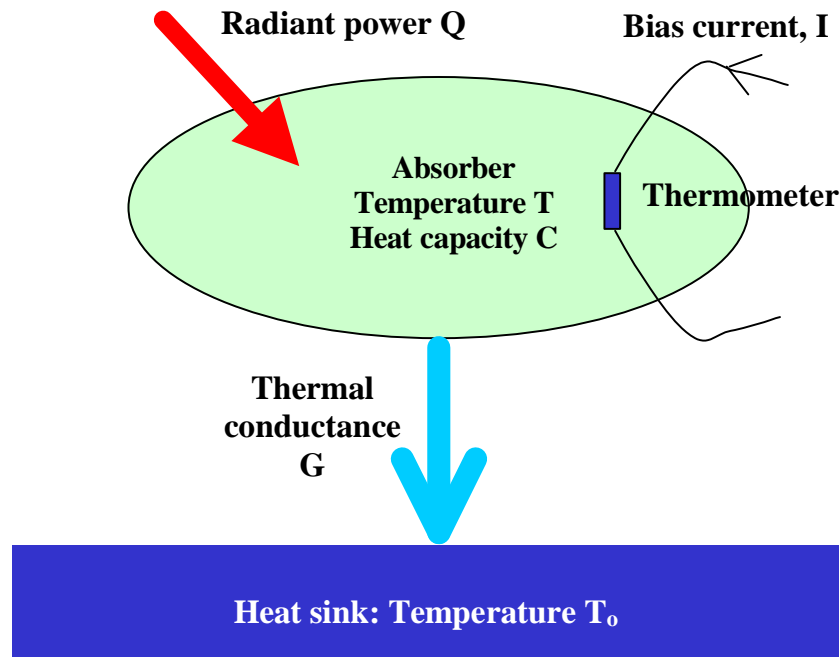 Radiant power Q
Bias current, I
Absorber
Temperature T
Heat capacity C
Thermometer
Thermal
conductance
G
Heat sink: Temperature Tₒ